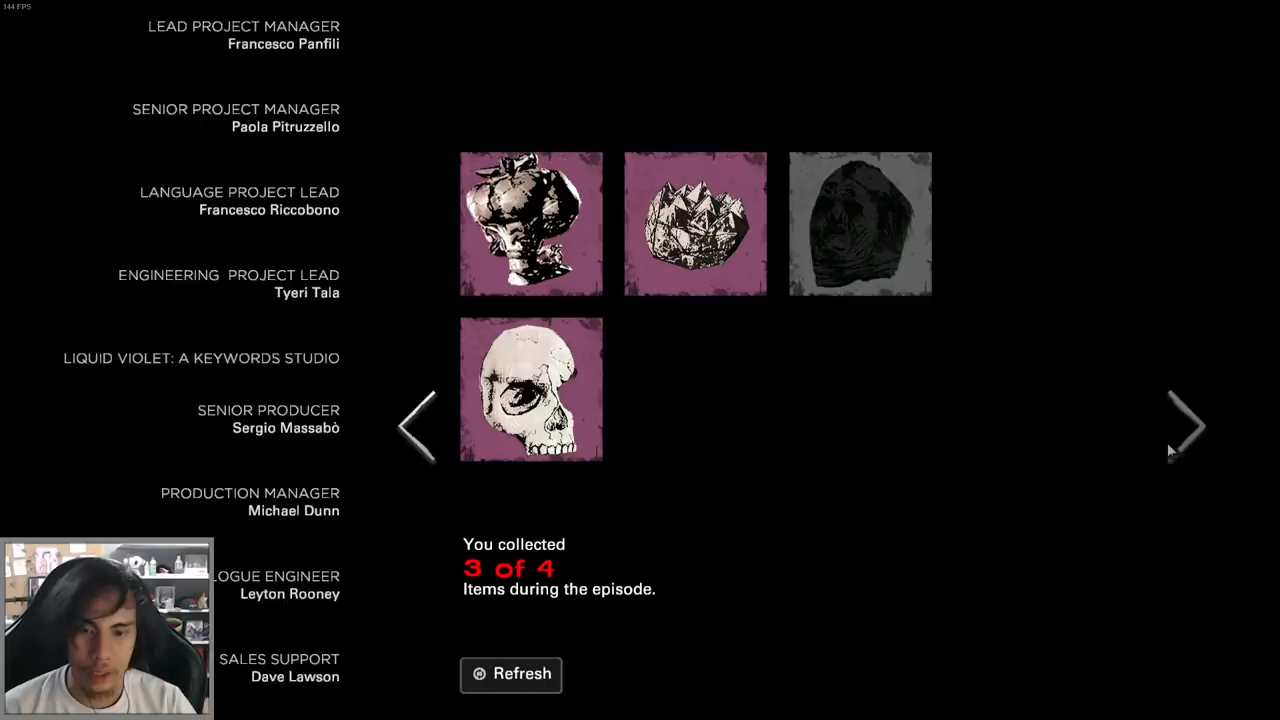 144 FPS
LEAD PROJECT MANAGER
Francesco Panfili
SENIOR PROJECT MANAGER
Paola Pitruzzello
LANGUAGE PROJECT LEAD
Francesco Riccobono
ENGINEERING PROJECT LEAD
Tyeri Tala
LIQUID VIOLET: A KEYWORDS STUDIO
SENIOR PRODUCER
Sergio Massabò
PRODUCTION MANAGER
Michael Dunn
LOGUE ENGINEER
Leyton Rooney
SALES SUPPORT
Dave Lawson
You collected
3 of 4
Items during the episode.
Refresh